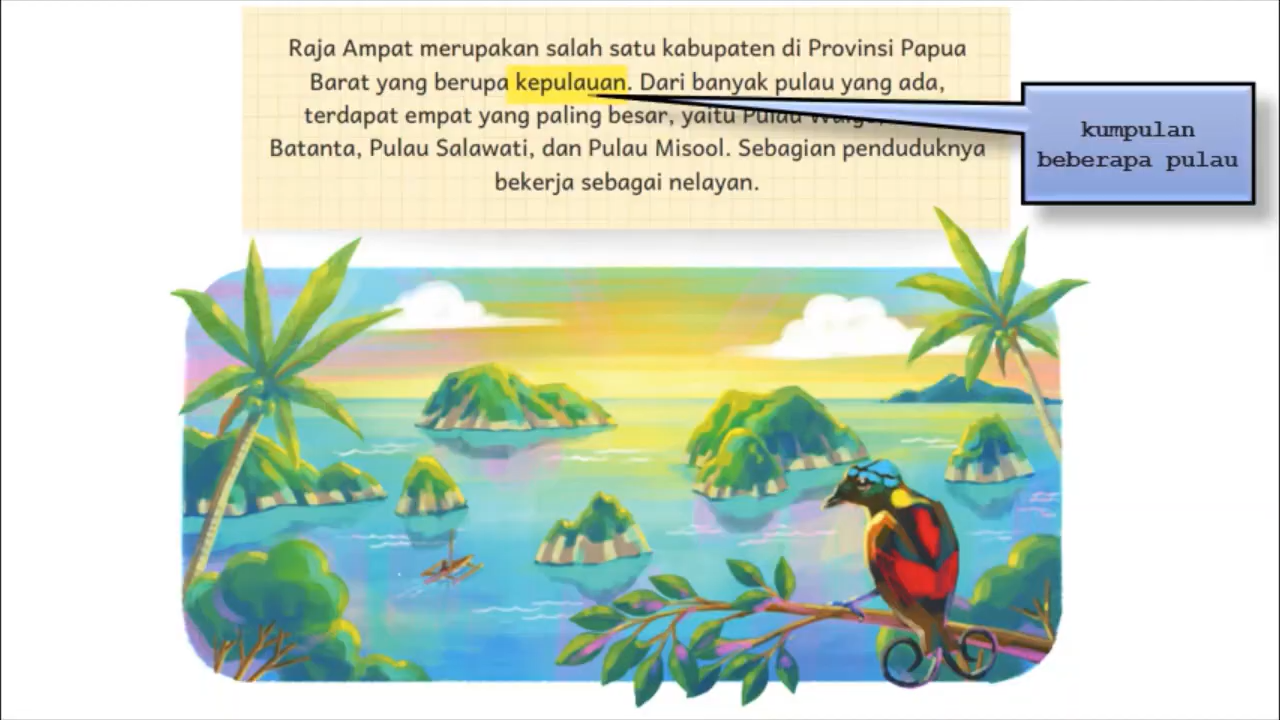 Raja Ampat merupakan salah satu kabupaten di Provinsi Papua
Barat yang berupa kepulauan. Dari banyak pulau yang ada,
terdapat empat yang paling besar, yaitu Pulau
Batanta, Pulau Salawati, dan Pulau Misool. Sebagian penduduknya
bekerja sebagai nelayan.
kumpulan
beberapa pulau